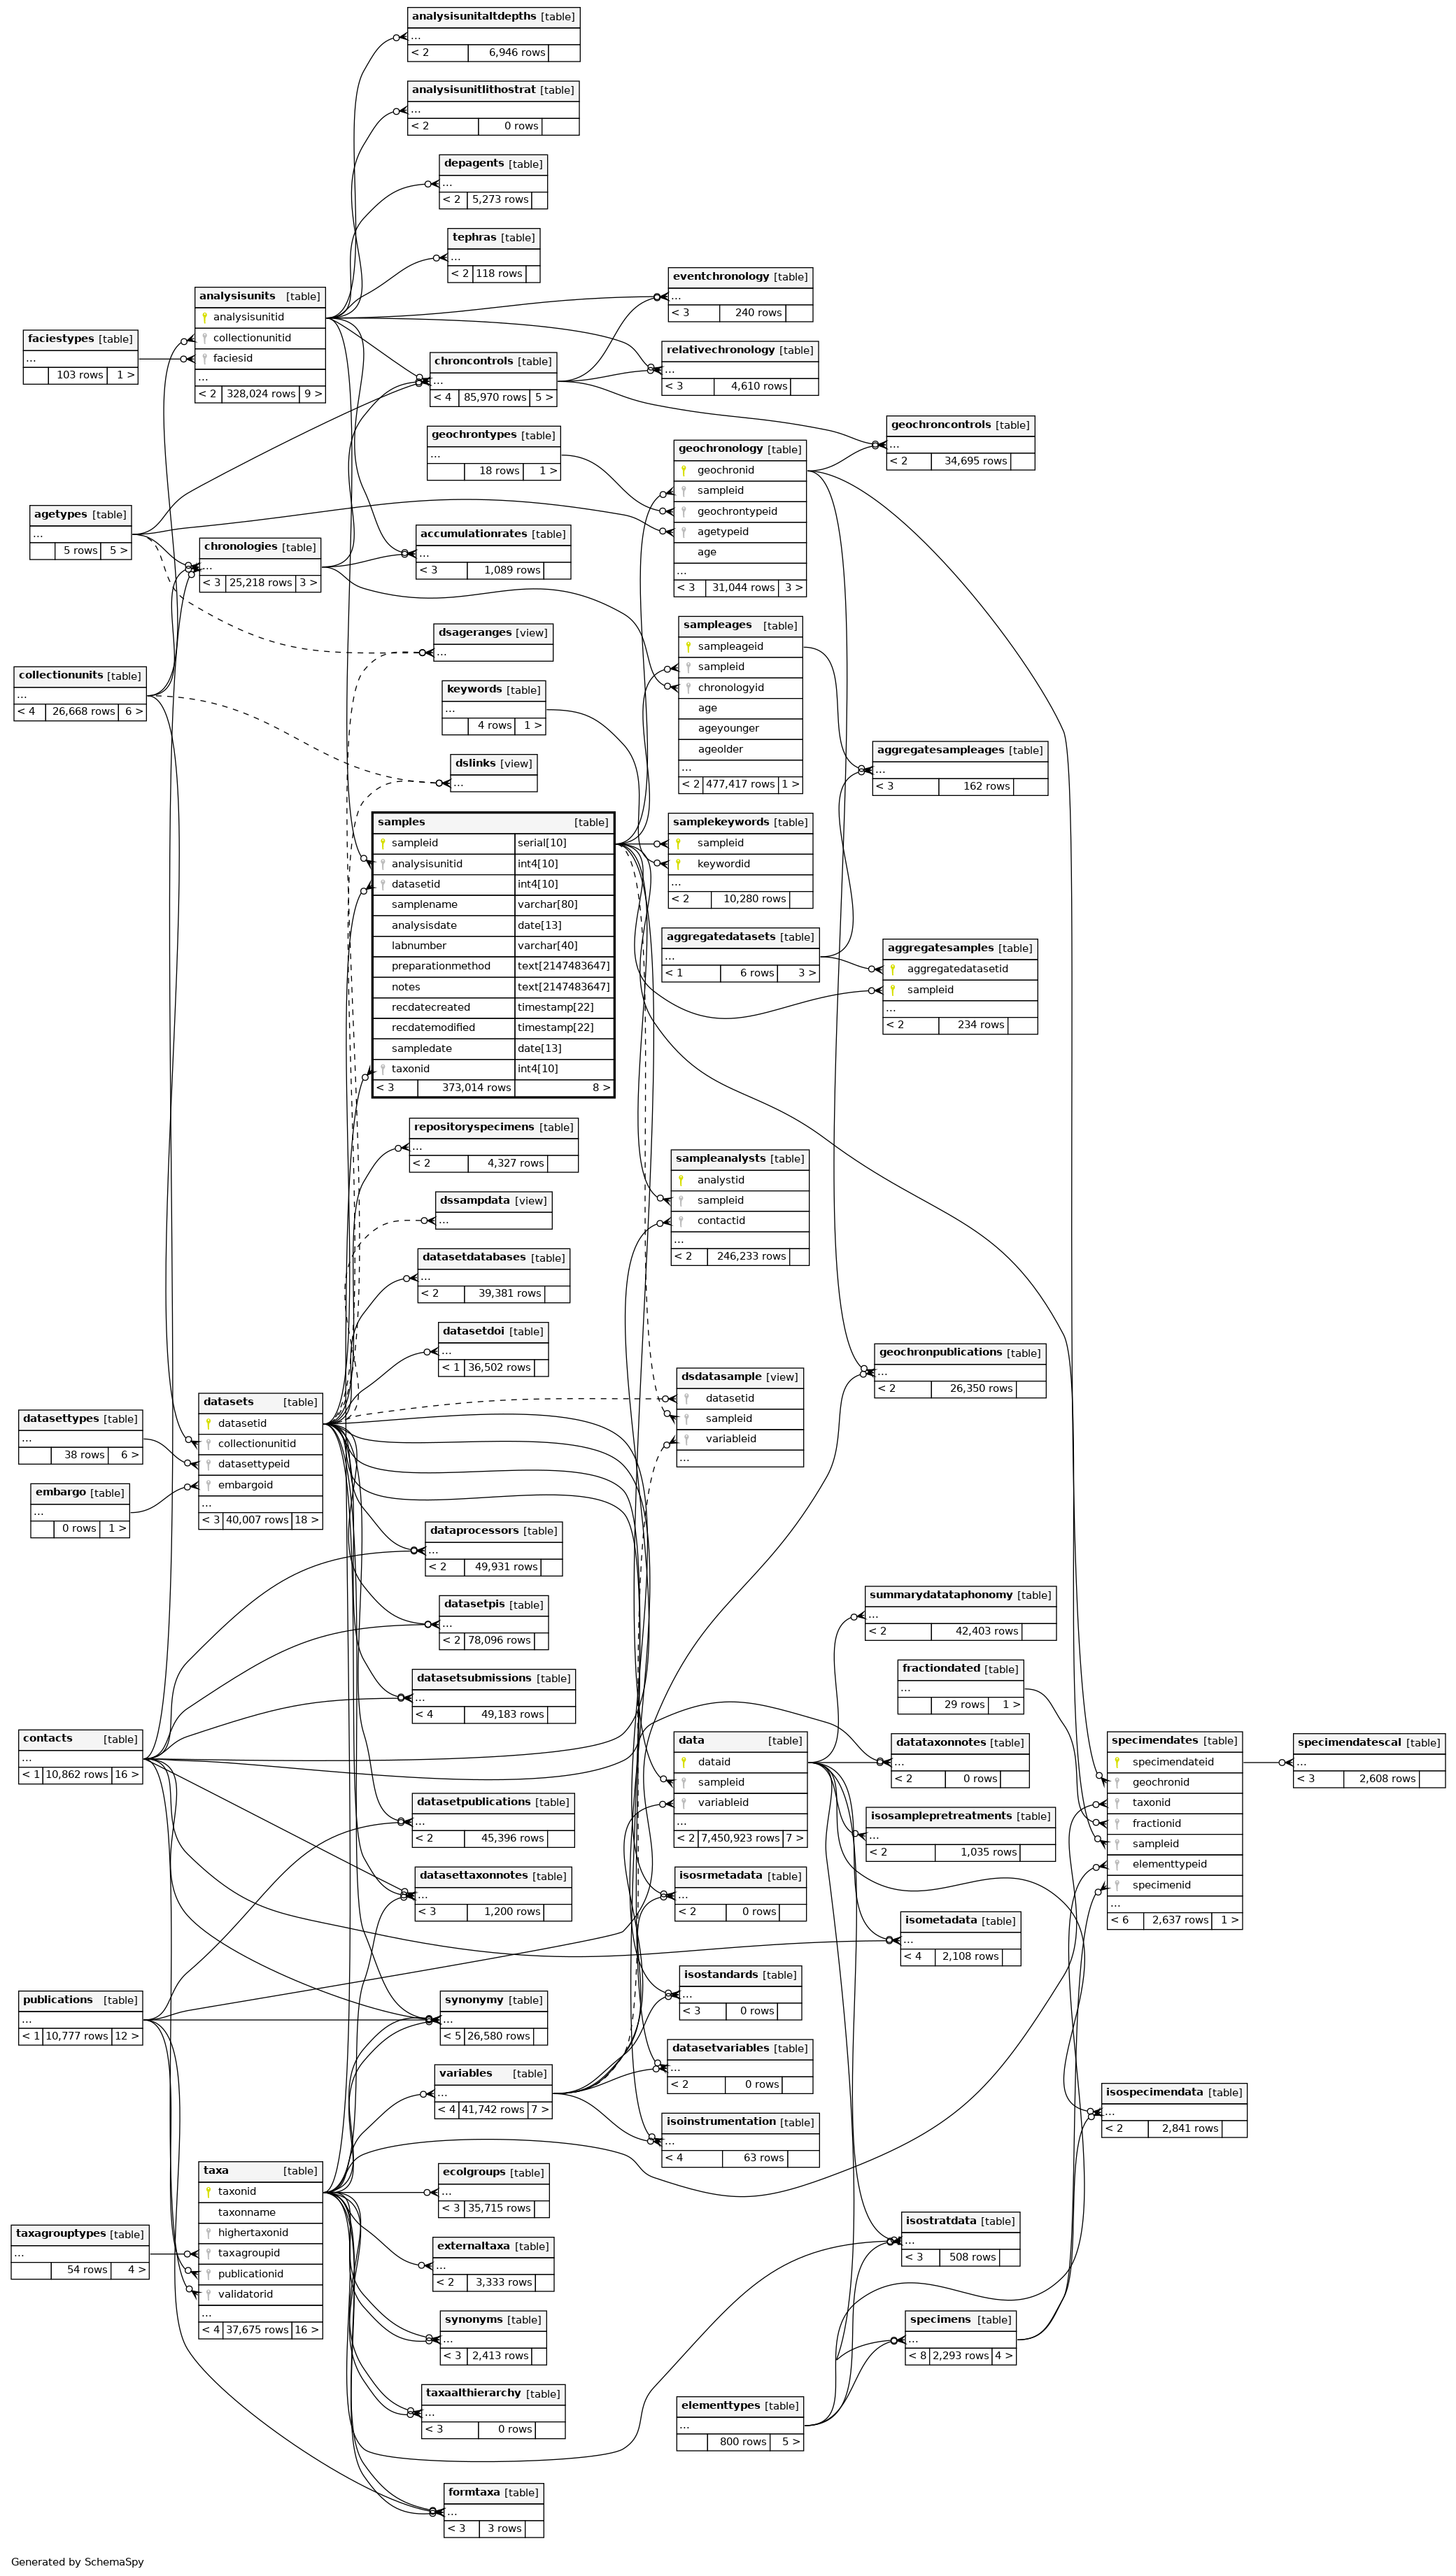 analysisunitaltdepths [table]
...
< 2 6,946 rows
analysisunitlithostrat [table]
...
< 2 0 rows
depagents [table]
...
< 2 5,273 rows
tephras [table]
...
< 2 118 rows
eventchronology [table]
...
< 3 240 rows
analysisunits [table]
analysisunitid
collectionunitid
faciesid
...
< 2 328,024 rows 9 >
faciestypes [table]
...
103 rows 1 >
relativechronology [table]
...
< 3 4,610 rows
chroncontrols [table]
...
< 4 85,970 rows 5 >
geochroncontrols [table]
...
< 2 34,695 rows
geochrontypes [table]
...
18 rows 1 >
geochronology [table]
geochronid
sampleid
geochrontypeid
agetypeid
age
...
< 3 31,044 rows 3 >
agetypes [table]
...
5 rows 5 >
accumulationrates [table]
...
< 3 1,089 rows
chronologies [table]
...
< 3 25,218 rows 3 >
sampleages [table]
sampleageid
sampleid
chronologyid
age
ageyounger
ageolder
...
< 2 477,417 rows 1 >
dsageranges [view]
...
collectionunits [table]
...
< 4 26,668 rows 6 >
keywords [table]
...
4 rows 1 >
aggregatesampleages [table]
...
< 3 162 rows
dslinks [view]
...
samples [table]
sampleid serial[10]
analysisunitid int4[10]
datasetid int4[10]
samplename varchar[80]
analysisdate date[13]
labnumber varchar[40]
preparationmethod text[2147483647]
notes text[2147483647]
recdatecreated timestamp[22]
recdatemodified timestamp[22]
sampledate date[13]
taxonid int4[10]
< 3 373,014 rows 8 >
samplekeywords [table]
sampleid
keywordid
...
< 2 10,280 rows
aggregatedatasets [table]
...
< 1 6 rows 3 >
aggregatesamples [table]
aggregatedatasetid
sampleid
...
< 2 234 rows
repositoryspecimens [table]
...
< 2 4,327 rows
sampleanalysts [table]
analystid
sampleid
contactid
...
< 2 246,233 rows
dssampdata [view]
...
datasetdatabases [table]
...
< 2 39,381 rows
datasetdoi [table]
...
< 1 36,502 rows
geochronpublications [table]
...
< 2 26,350 rows
dsdatasample [view]
datasetid
sampleid
variableid
...
datasets [table]
datasetid
collectionunitid
datasettypeid
embargoid
...
< 3 40,007 rows 18 >
datasettypes [table]
...
38 rows 6 >
embargo [table]
...
0 rows 1 >
dataprocessors [table]
...
< 2 49,931 rows
datasetpis [table]
...
< 2 78,096 rows
summarydatataphonomy [table]
...
< 2 42,403 rows
datasetsubmissions [table]
...
< 4 49,183 rows
fractiondated [table]
...
29 rows 1 >
contacts [table]
...
< 1 10,862 rows 16 >
data [table]
dataid
sampleid
variableid
...
< 2 7,450,923 rows 7 >
datataxonnotes [table]
...
< 2 0 rows
specimendates [table]
specimendateid
geochronid
taxonid
fractionid
sampleid
elementtypeid
specimenid
...
< 6 2,637 rows 1 >
specimendatescal [table]
...
< 3 2,608 rows
datasetpublications [table]
...
< 2 45,396 rows
isosamplepretreatments [table]
...
< 2 1,035 rows
datasettaxonnotes [table]
...
< 3 1,200 rows
isosrmetadata [table]
...
< 2 0 rows
isometadata [table]
...
< 4 2,108 rows
isostandards [table]
...
< 3 0 rows
publications [table]
...
< 1 10,777 rows 12 >
synonymy [table]
...
< 5 26,580 rows
datasetvariables [table]
...
< 2 0 rows
variables [table]
...
< 4 41,742 rows 7 >
isospecimendata [table]
...
< 2 2,841 rows
isoinstrumentation [table]
...
< 4 63 rows
taxa [table]
taxonid
taxonname
highertaxonid
taxagroupid
publicationid
validatorid
...
< 4 37,675 rows 16 >
ecolgroups [table]
...
< 3 35,715 rows
taxagrouptypes [table]
...
54 rows 4 >
isostratdata [table]
...
< 3 508 rows
externaltaxa [table]
...
< 2 3,333 rows
synonyms [table]
...
< 3 2,413 rows
specimens [table]
...
< 8 2,293 rows 4 >
taxaalthierarchy [table]
...
< 3 0 rows
elementtypes [table]
...
800 rows 5 >
formtaxa [table]
...
< 3 3 rows
Generated by SchemaSpy